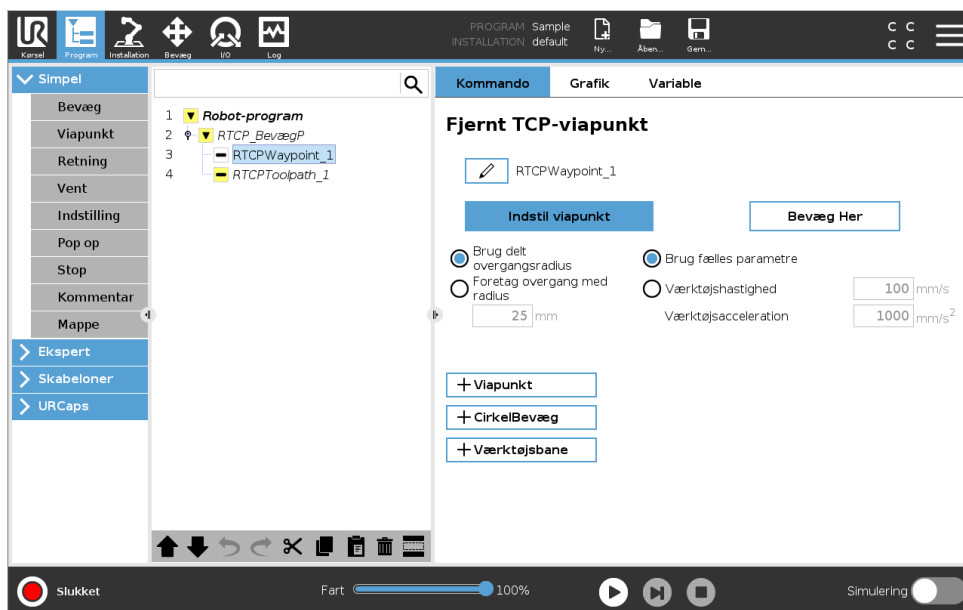 UR
PROGRAM Sample
INSTALLATION default
Ny...
Åben...
Gem...
C C
C C
Kørsel
Program
Installation
Bevæg
I/O
Log
Simpel
Bevæg
Viapunkt
Retning
Vent
Indstilling
Pop op
Stop
Kommentar
Mappe
Ekspert
Skabeloner
URCaps
1 Robot-program
2 RTCP_BevægP
3 RTCPWaypoint_1
4 RTCPToolpath_1
Kommando
Grafik
Variable
Fjernt TCP-viapunkt
RTCPWaypoint_1
Indstil viapunkt
Bevæg Her
Brug delt
overgangsradius
Foretag overgang med
radius
25 mm
Brug fælles parametre
Værktøjshastighed
100 mm/s
Værktøjsacceleration
1000 mm/s²
+ Viapunkt
+ CirkelBevæg
+ Værktøjsbane
Slukket
Fart
100%
Simulering